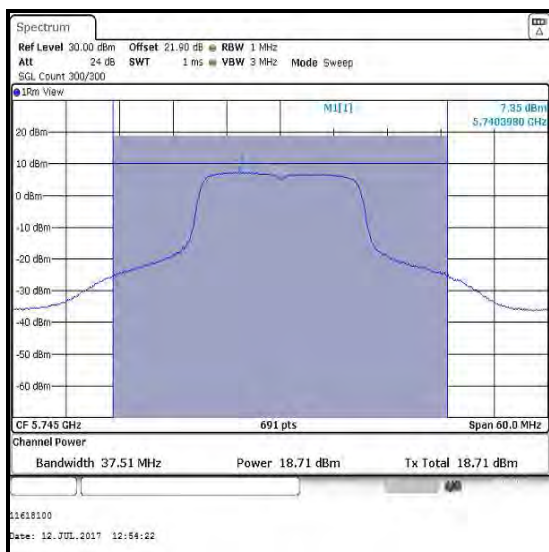 Spectrum
Ref Level 30.00 dBm Offset 21.90 dB RBW 1 MHz
Att 24 dB SWT 1 ms VBW 3 MHz Mode Sweep
SGL Count 300/300
1Rm View
M1[1] 7.35 dBm
5.7403980 GHz
20 dBm
10 dBm
0 dBm
-10 dBm
-20 dBm
-30 dBm
-40 dBm
-50 dBm
-60 dBm
CF 5.745 GHz 691 pts Span 60.0 MHz
Channel Power
Bandwidth 37.51 MHz Power 18.71 dBm Tx Total 18.71 dBm
11618100
Date: 12.JUL.2017 12:54:22